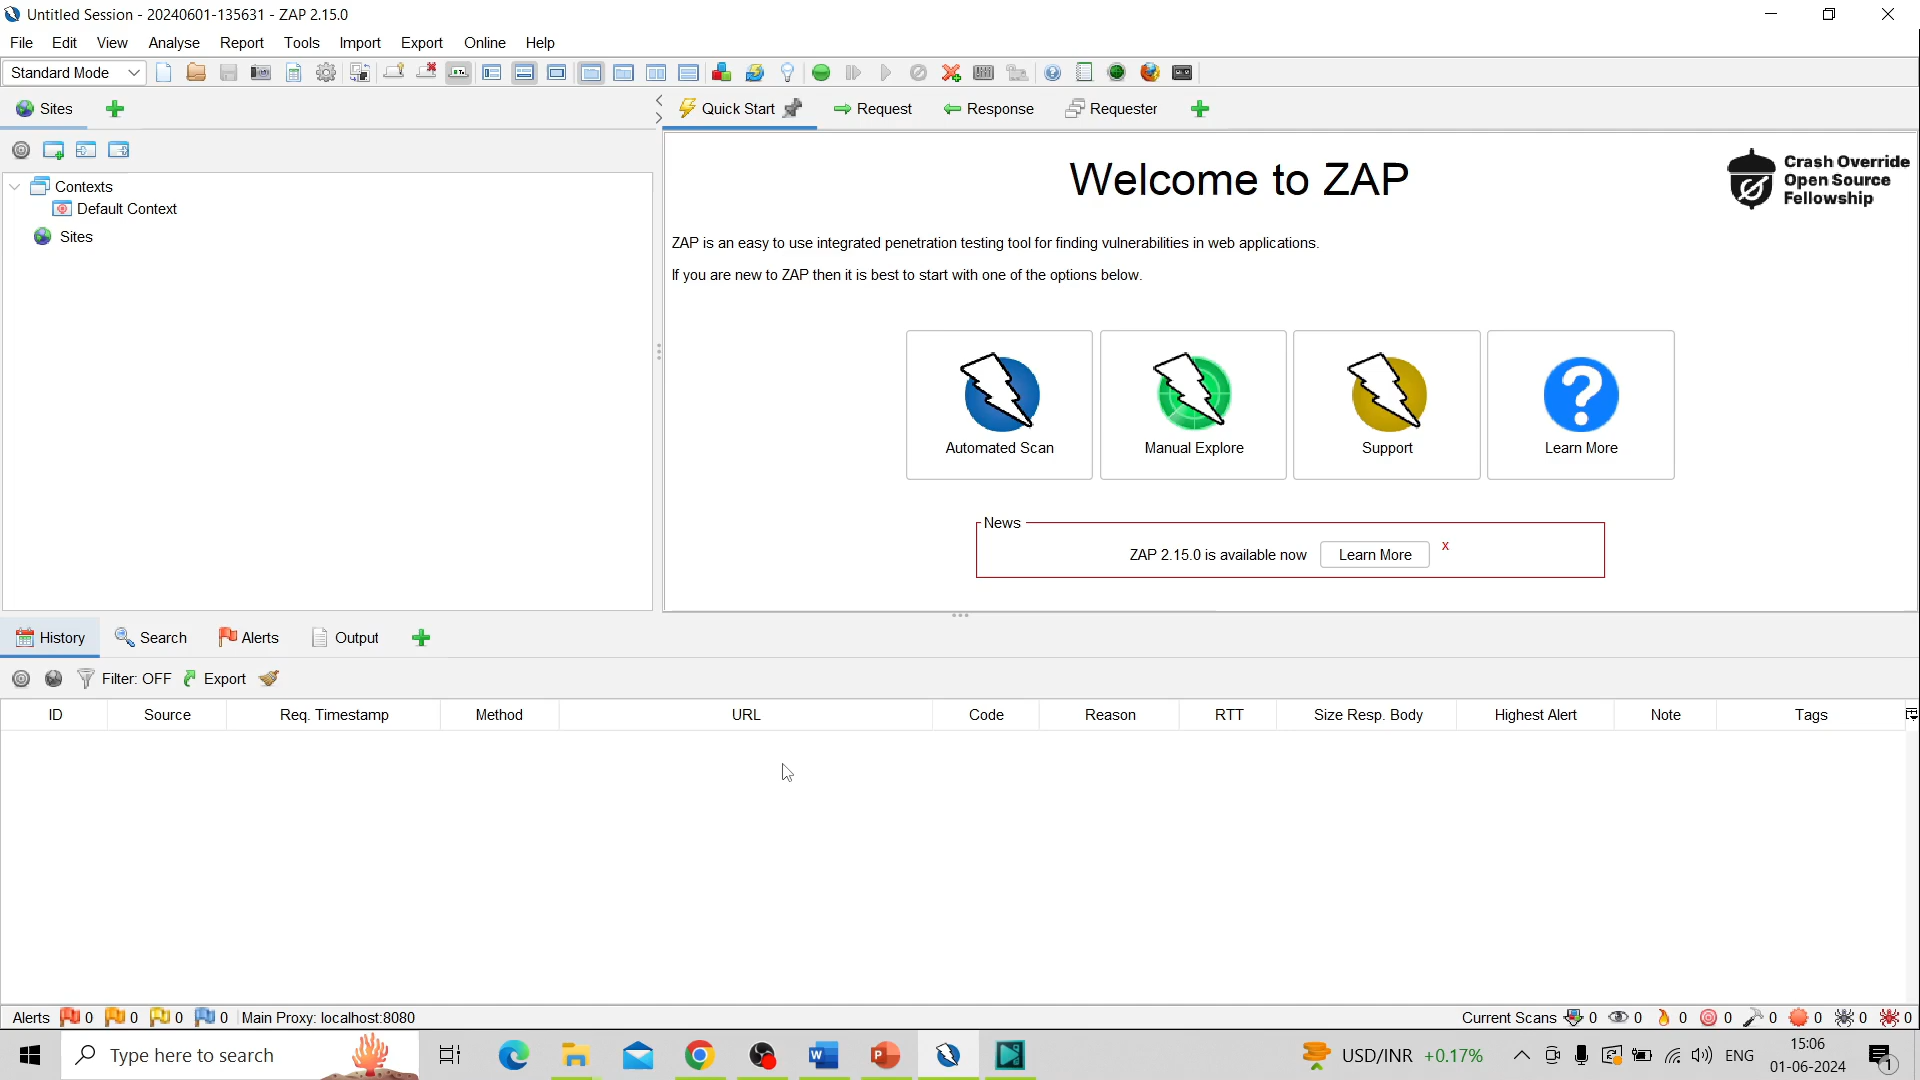 Untitled Session - 20240601-135631 - ZAP 2.15.0
File Edit View Analyse Report Tools Import Export Online Help
Standard Mode
Sites
Quick Start Request Response Requester
Contexts
Default Context
Sites
Welcome to ZAP
Crash Override
Open Source
Fellowship
ZAP is an easy to use integrated penetration testing tool for finding vulnerabilities in web applications.
If you are new to ZAP then it is best to start with one of the options below.
Automated Scan Manual Explore Support Learn More
News
ZAP 2.15.0 is available now Learn More x
History Search Alerts Output
Filter: OFF Export
ID Source Req. Timestamp Method URL Code Reason RTT Size Resp. Body Highest Alert Note Tags
Alerts 0 0 0 0 Main Proxy: localhost:8080 Current Scans 0 0 0 0 0 0 0 0
Type here to search USD/INR +0.17% ENG 15:06
01-06-2024 1